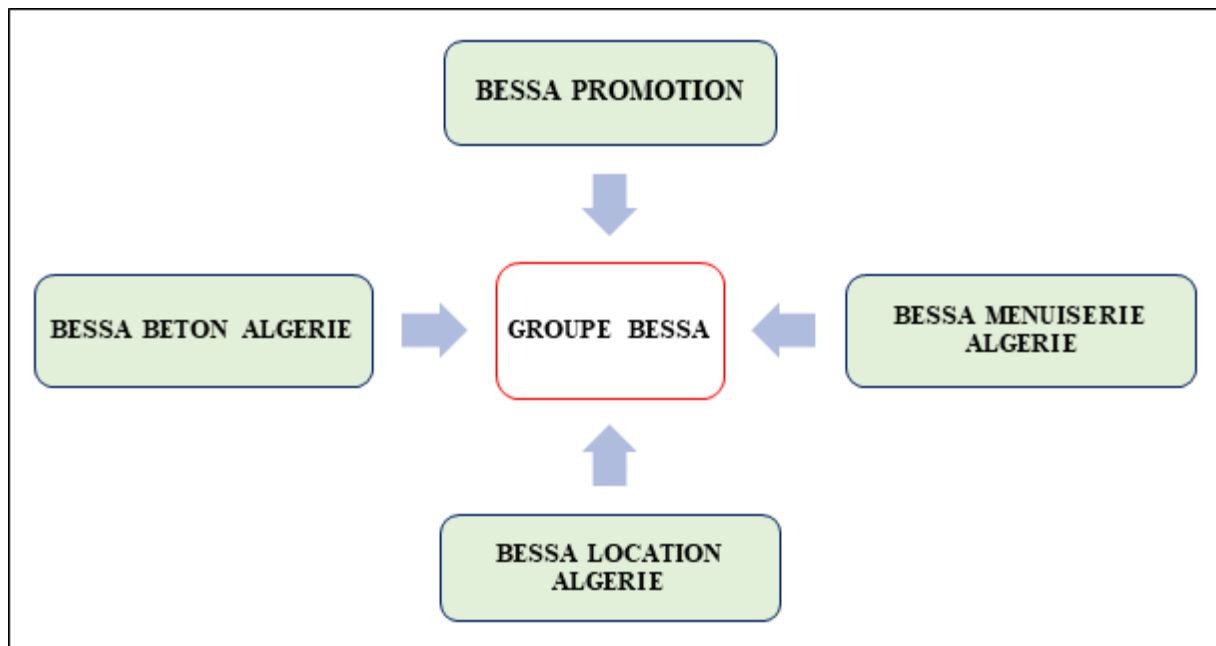 BESSA PROMOTION
BESSA BETON ALGERIE
GROUPE BESSA
BESSA MENUISERIE
ALGERIE
BESSA LOCATION
ALGERIE